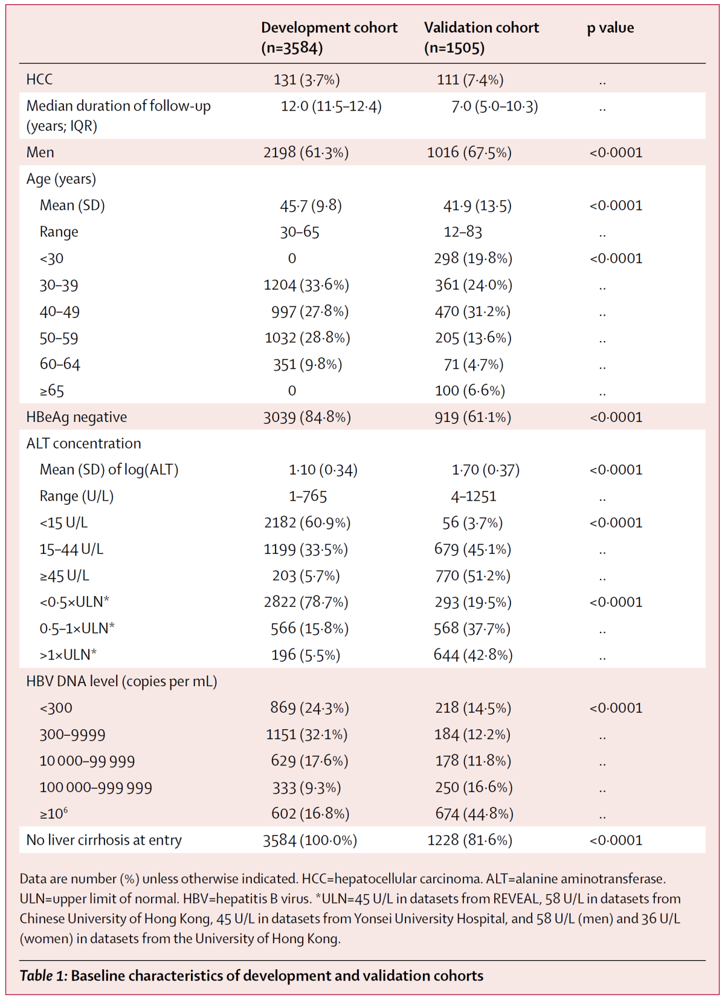 Development cohort Validation cohort p value
(n=3584) (n=1505)
HCC 131 (3·7%) 111 (7·4%) ··
Median duration of follow-up 12·0 (11·5–12·4) 7·0 (5·0–10·3) ··
(years; IQR)
Men 2198 (61·3%) 1016 (67·5%) <0·0001
Age (years)
Mean (SD) 45·7 (9·8) 41·9 (13·5) <0·0001
Range 30–65 12–83 ··
<30 0 298 (19·8%) <0·0001
30–39 1204 (33·6%) 361 (24·0%) ··
40–49 997 (27·8%) 470 (31·2%) ··
50–59 1032 (28·8%) 205 (13·6%) ··
60–64 351 (9·8%) 71 (4·7%) ··
≥65 0 100 (6·6%) ··
HBeAg negative 3039 (84·8%) 919 (61·1%) <0·0001
ALT concentration
Mean (SD) of log(ALT) 1·10 (0·34) 1·70 (0·37) <0·0001
Range (U/L) 1–765 4–1251 ··
<15 U/L 2182 (60·9%) 56 (3·7%) <0·0001
15–44 U/L 1199 (33·5%) 679 (45·1%) ··
≥45 U/L 203 (5·7%) 770 (51·2%) ··
<0·5×ULN* 2822 (78·7%) 293 (19·5%) <0·0001
0·5–1×ULN* 566 (15·8%) 568 (37·7%) ··
>1×ULN* 196 (5·5%) 644 (42·8%) ··
HBV DNA level (copies per mL)
<300 869 (24·3%) 218 (14·5%) <0·0001
300–9999 1151 (32·1%) 184 (12·2%) ··
10 000–99 999 629 (17·6%) 178 (11·8%) ··
100 000–999 999 333 (9·3%) 250 (16·6%) ··
≥10⁶ 602 (16·8%) 674 (44·8%) ··
No liver cirrhosis at entry 3584 (100·0%) 1228 (81·6%) <0·0001
Data are number (%) unless otherwise indicated. HCC=hepatocellular carcinoma. ALT=alanine aminotransferase.
ULN=upper limit of normal. HBV=hepatitis B virus. *ULN=45 U/L in datasets from REVEAL, 58 U/L in datasets from
Chinese University of Hong Kong, 45 U/L in datasets from Yonsei University Hospital, and 58 U/L (men) and 36 U/L
(women) in datasets from the University of Hong Kong.
Table 1: Baseline characteristics of development and validation cohorts